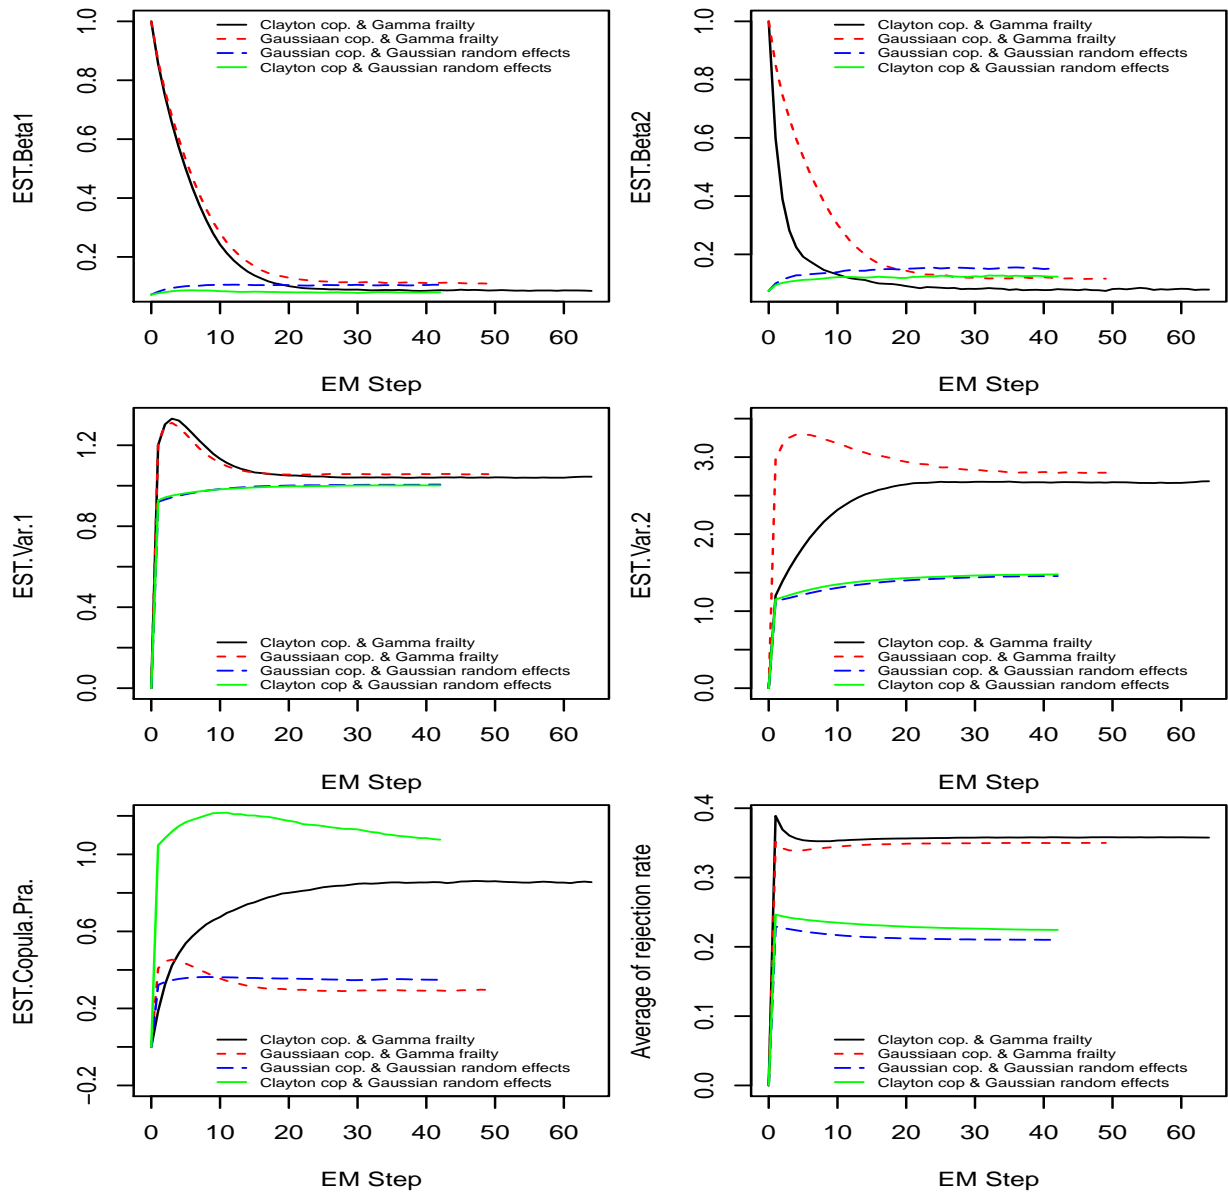 EST.Beta1
1.0
0.8
0.6
0.4
0.2
Clayton cop. & Gamma frailty
Gaussiaan cop. & Gamma frailty
Gaussian cop. & Gaussian random effects
Clayton cop & Gaussian random effects
0 10 20 30 40 50 60
EM Step
EST.Beta2
1.0
0.8
0.6
0.4
0.2
Clayton cop. & Gamma frailty
Gaussiaan cop. & Gamma frailty
Gaussian cop. & Gaussian random effects
Clayton cop & Gaussian random effects
0 10 20 30 40 50 60
EM Step
EST.Var.1
1.2
0.8
0.4
0.0
Clayton cop. & Gamma frailty
Gaussiaan cop. & Gamma frailty
Gaussian cop. & Gaussian random effects
Clayton cop & Gaussian random effects
0 10 20 30 40 50 60
EM Step
EST.Var.2
3.0
2.0
1.0
0.0
Clayton cop. & Gamma frailty
Gaussiaan cop. & Gamma frailty
Gaussian cop. & Gaussian random effects
Clayton cop & Gaussian random effects
0 10 20 30 40 50 60
EM Step
EST.Copula.Pra.
1.0
0.6
0.2
−0.2
Clayton cop. & Gamma frailty
Gaussiaan cop. & Gamma frailty
Gaussian cop. & Gaussian random effects
Clayton cop & Gaussian random effects
0 10 20 30 40 50 60
EM Step
Average of rejection rate
0.4
0.3
0.2
0.1
0.0
Clayton cop. & Gamma frailty
Gaussiaan cop. & Gamma frailty
Gaussian cop. & Gaussian random effects
Clayton cop & Gaussian random effects
0 10 20 30 40 50 60
EM Step